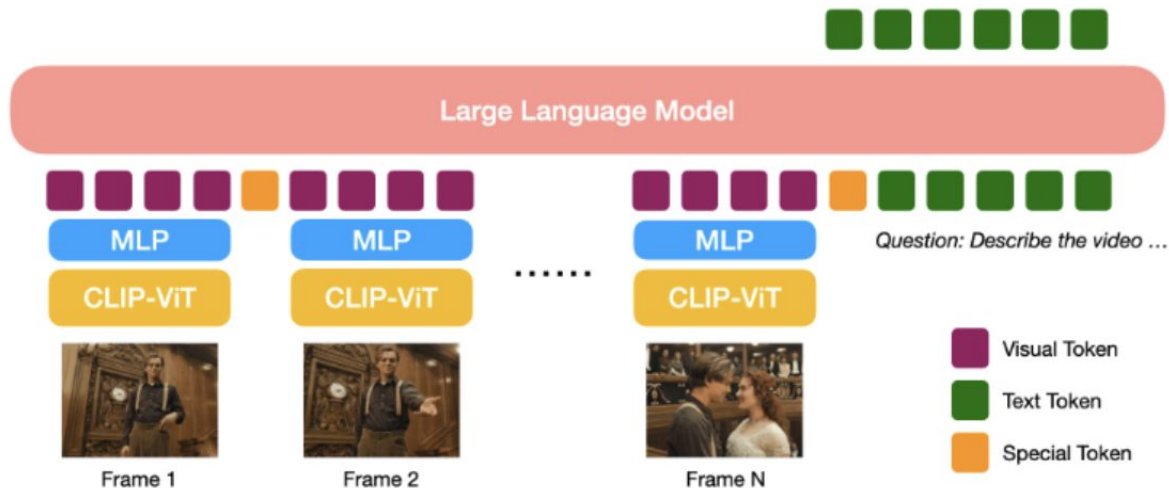 Large Language Model
MLP MLP MLP
Question: Describe the video ...
......
CLIP-ViT CLIP-ViT CLIP-ViT
Visual Token
Text Token
Special Token
Frame 1 Frame 2 Frame N